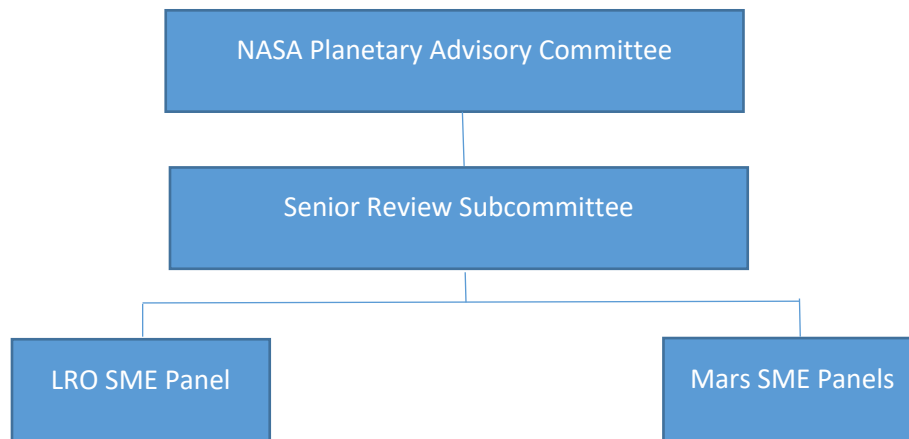 NASA Planetary Advisory Committee
Senior Review Subcommittee
LRO SME Panel
Mars SME Panels